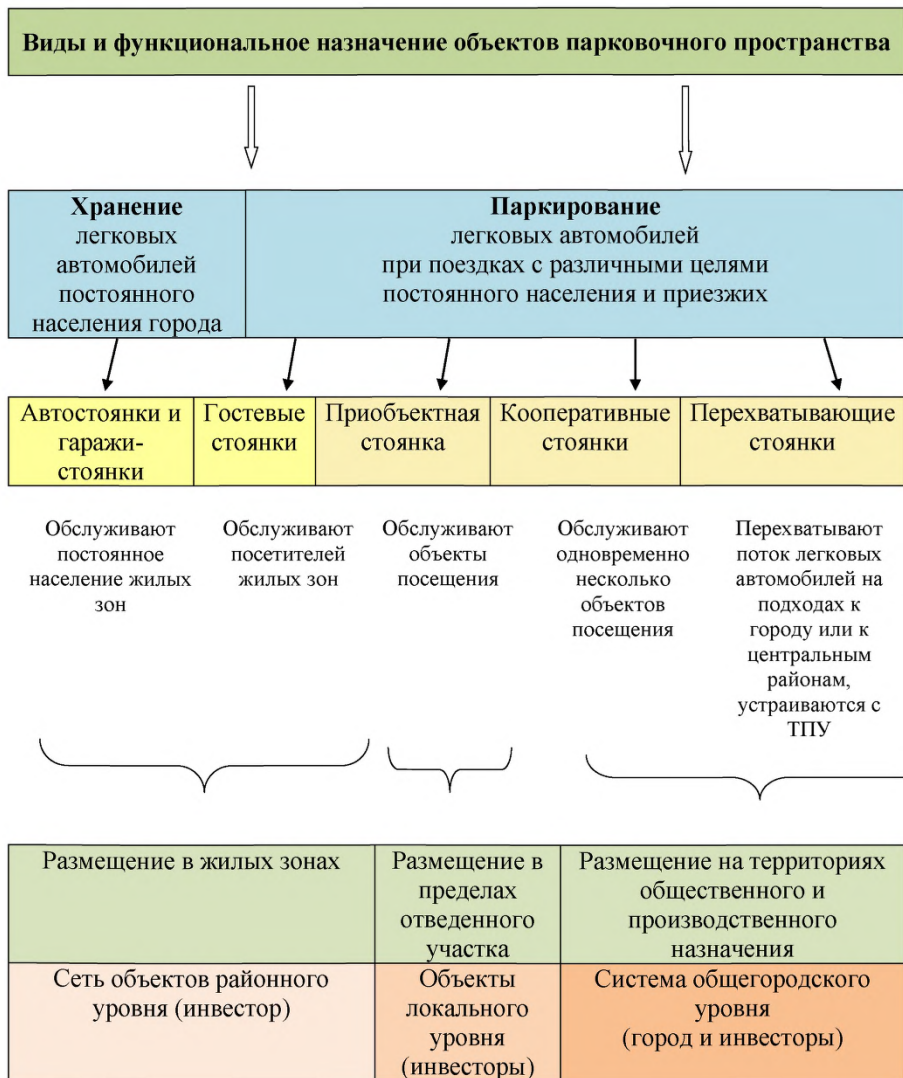 Виды и функциональное назначение объектов парковочного пространства
Хранение
легковых
автомобилей
постоянного
населения города
Паркирование
легковых автомобилей
при поездках с различными целями
постоянного населения и приезжих
Автостоянки и
гаражи-
стоянки
Гостевые
стоянки
Приобъектная
стоянка
Кооперативные
стоянки
Перехватывающие
стоянки
Обслуживают
постоянное
население жилых
зон
Обслуживают
посетителей
жилых зон
Обслуживают
объекты
посещения
Обслуживают
одновременно
несколько
объектов
посещения
Перехватывают
поток легковых
автомобилей на
подходах к
городу или к
центральным
районам,
устраиваются с
ТПУ
Размещение в жилых зонах
Размещение в
пределах
отведенного
участка
Размещение на территориях
общественного и
производственного
назначения
Сеть объектов районного
уровня (инвестор)
Объекты
локального
уровня
(инвесторы)
Система общегородского
уровня
(город и инвесторы)